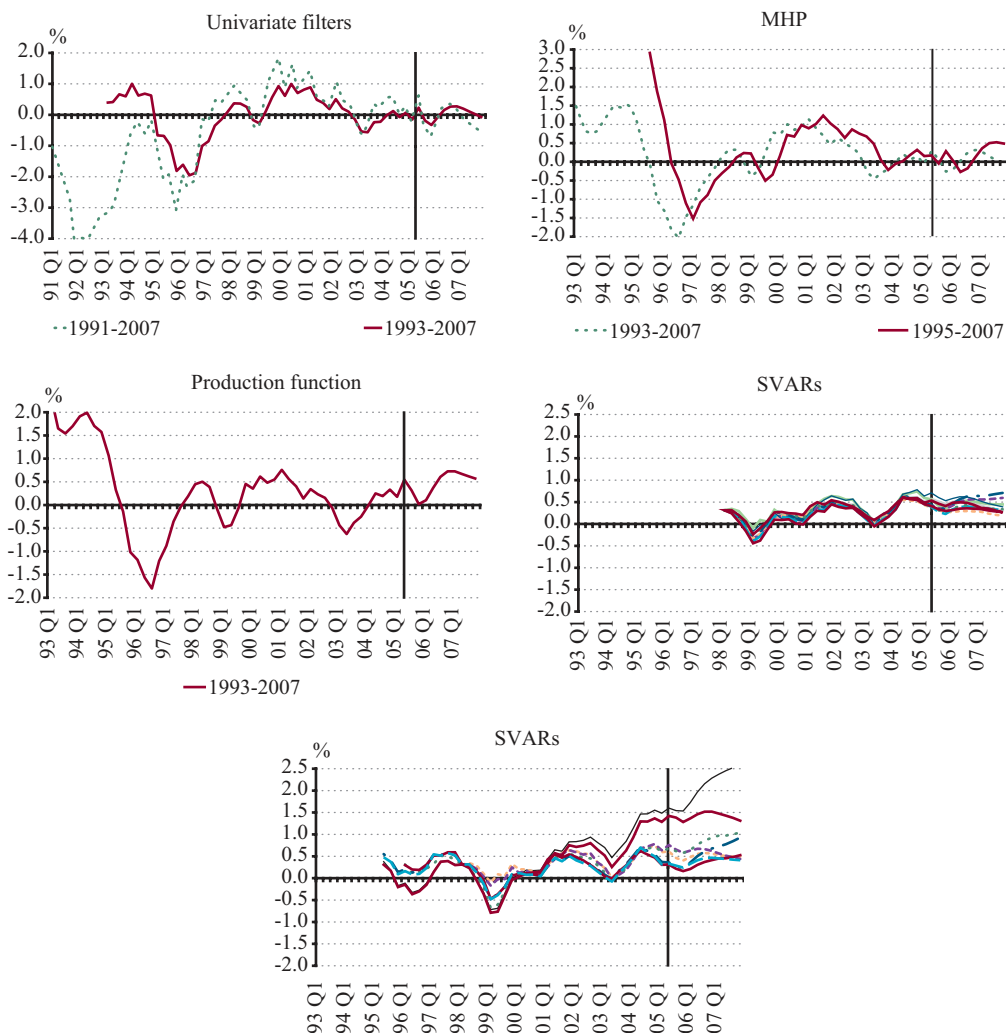 Univariate filters
%
2.0
1.0
0.0
-1.0
-2.0
-3.0
-4.0
91 Q1
92 Q1
93 Q1
94 Q1
95 Q1
96 Q1
97 Q1
98 Q1
99 Q1
00 Q1
01 Q1
02 Q1
03 Q1
04 Q1
05 Q1
06 Q1
07 Q1
1991-2007
1993-2007
MHP
%
3.0
2.5
2.0
1.5
1.0
0.5
0.0
-0.5
-1.0
-1.5
-2.0
93 Q1
94 Q1
95 Q1
96 Q1
97 Q1
98 Q1
99 Q1
00 Q1
01 Q1
02 Q1
03 Q1
04 Q1
05 Q1
06 Q1
07 Q1
1993-2007
1995-2007
Production function
%
2.0
1.5
1.0
0.5
0.0
-0.5
-1.0
-1.5
-2.0
93 Q1
94 Q1
95 Q1
96 Q1
97 Q1
98 Q1
99 Q1
00 Q1
01 Q1
02 Q1
03 Q1
04 Q1
05 Q1
06 Q1
07 Q1
1993-2007
SVARs
%
2.5
2.0
1.5
1.0
0.5
0.0
-0.5
-1.0
-1.5
-2.0
93 Q1
94 Q1
95 Q1
96 Q1
97 Q1
98 Q1
99 Q1
00 Q1
01 Q1
02 Q1
03 Q1
04 Q1
05 Q1
06 Q1
07 Q1
SVARs
%
2.5
2.0
1.5
1.0
0.5
0.0
-0.5
-1.0
-1.5
-2.0
93 Q1
94 Q1
95 Q1
96 Q1
97 Q1
98 Q1
99 Q1
00 Q1
01 Q1
02 Q1
03 Q1
04 Q1
05 Q1
06 Q1
07 Q1